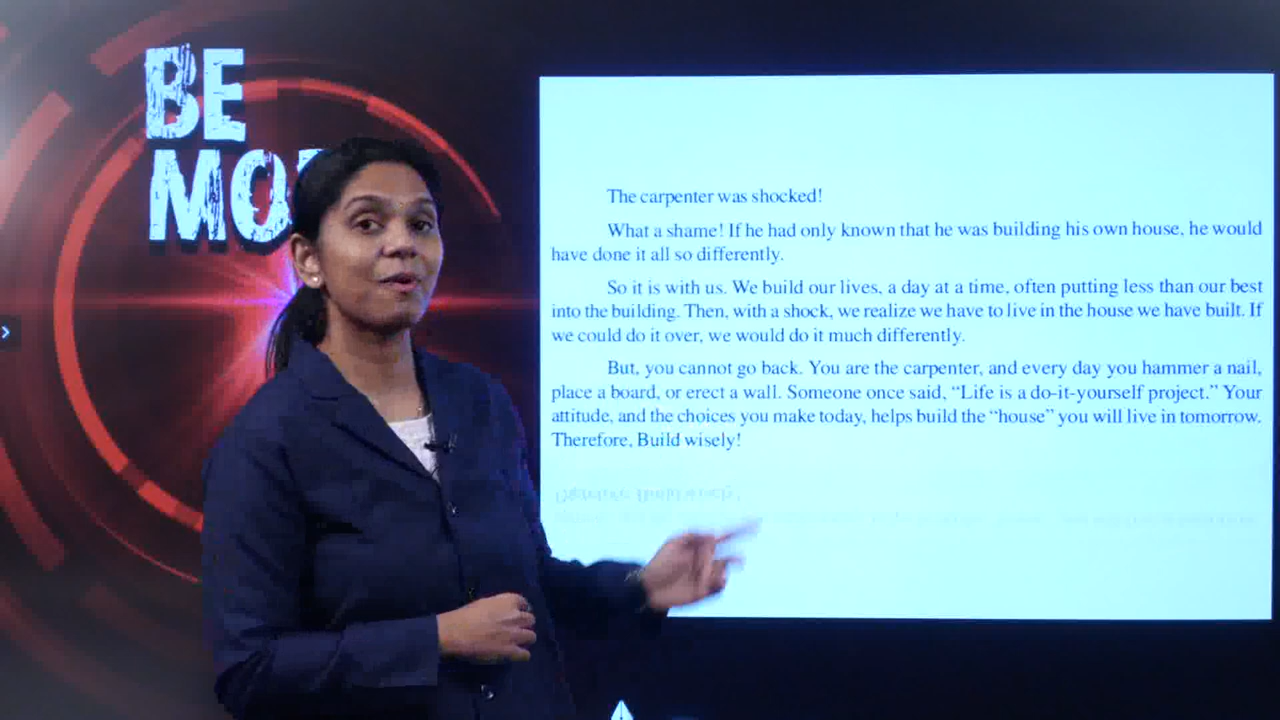 BE
MO
The carpenter was shocked!
What a shame! If he had only known that he was building his own house, he would
have done it all so differently.
So it is with us. We build our lives, a day at a time, often putting less than our best
into the building. Then, with a shock, we realize we have to live in the house we have built. If
we could do it over, we would do it much differently.
But, you cannot go back. You are the carpenter, and every day you hammer a nail,
place a board, or erect a wall. Someone once said, “Life is a do-it-yourself project.” Your
attitude, and the choices you make today, helps build the “house” you will live in tomorrow.
Therefore, Build wisely!